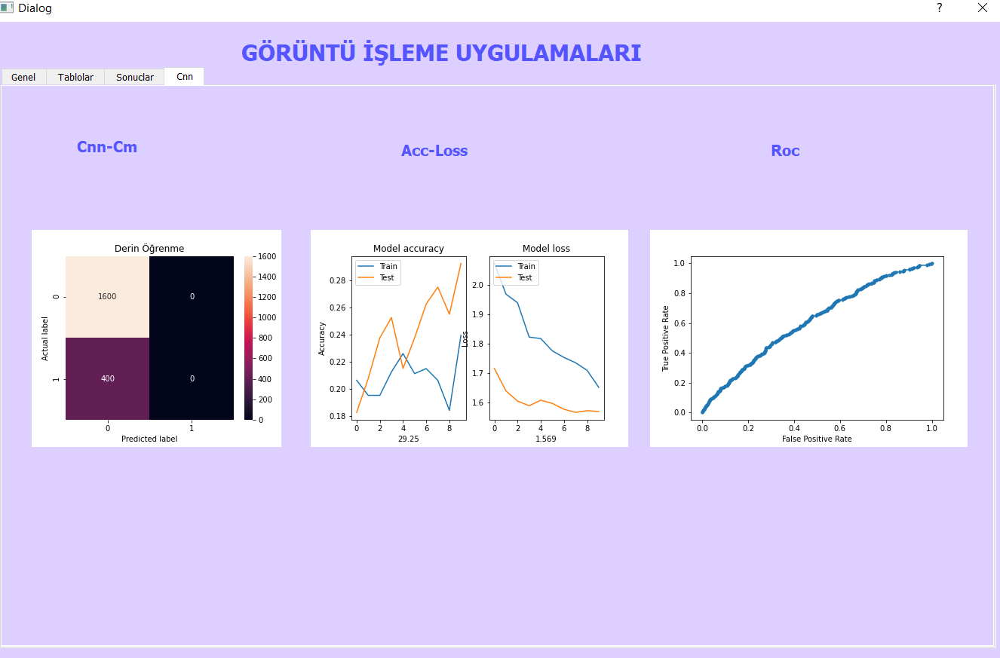 Dialog
?
GÖRÜNTÜ İŞLEME UYGULAMALARI
Genel
Tablolar
Sonuclar
Cnn
Cnn-Cm
Acc-Loss
Roc
Derin Öğrenme
1600
0
400
0
0
1
Actual label
0
1
Predicted label
1600
1400
1200
1000
800
600
400
200
0
Model accuracy
Train
Test
0.28
0.26
0.24
0.22
0.20
0.18
Accuracy
0 2 4 6 8
29.25
Model loss
Train
Test
2.0
1.9
1.8
1.7
1.6
Loss
0 2 4 6 8
1.569
1.0
0.8
0.6
0.4
0.2
0.0
True Positive Rate
0.0 0.2 0.4 0.6 0.8 1.0
False Positive Rate